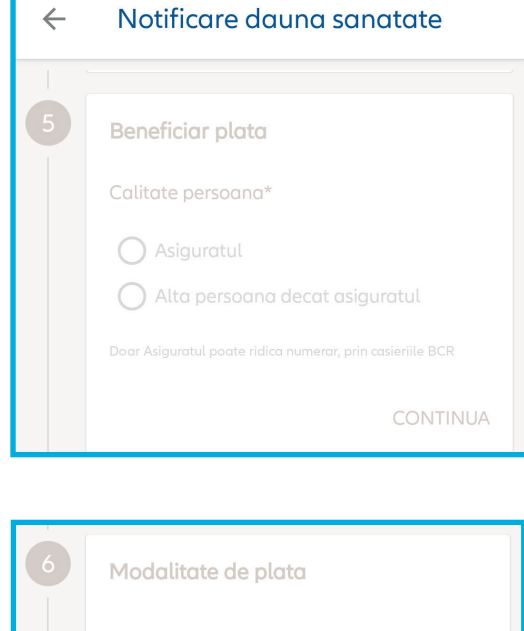 Notificare dauna sanatate
5
Beneficiar plata
Calitate persoana*
Asiguratul
Alta persoana decat asiguratul
Doar Asiguratul poate ridica numerar, prin casieriile BCR
CONTINUA
6
Modalitate de plata